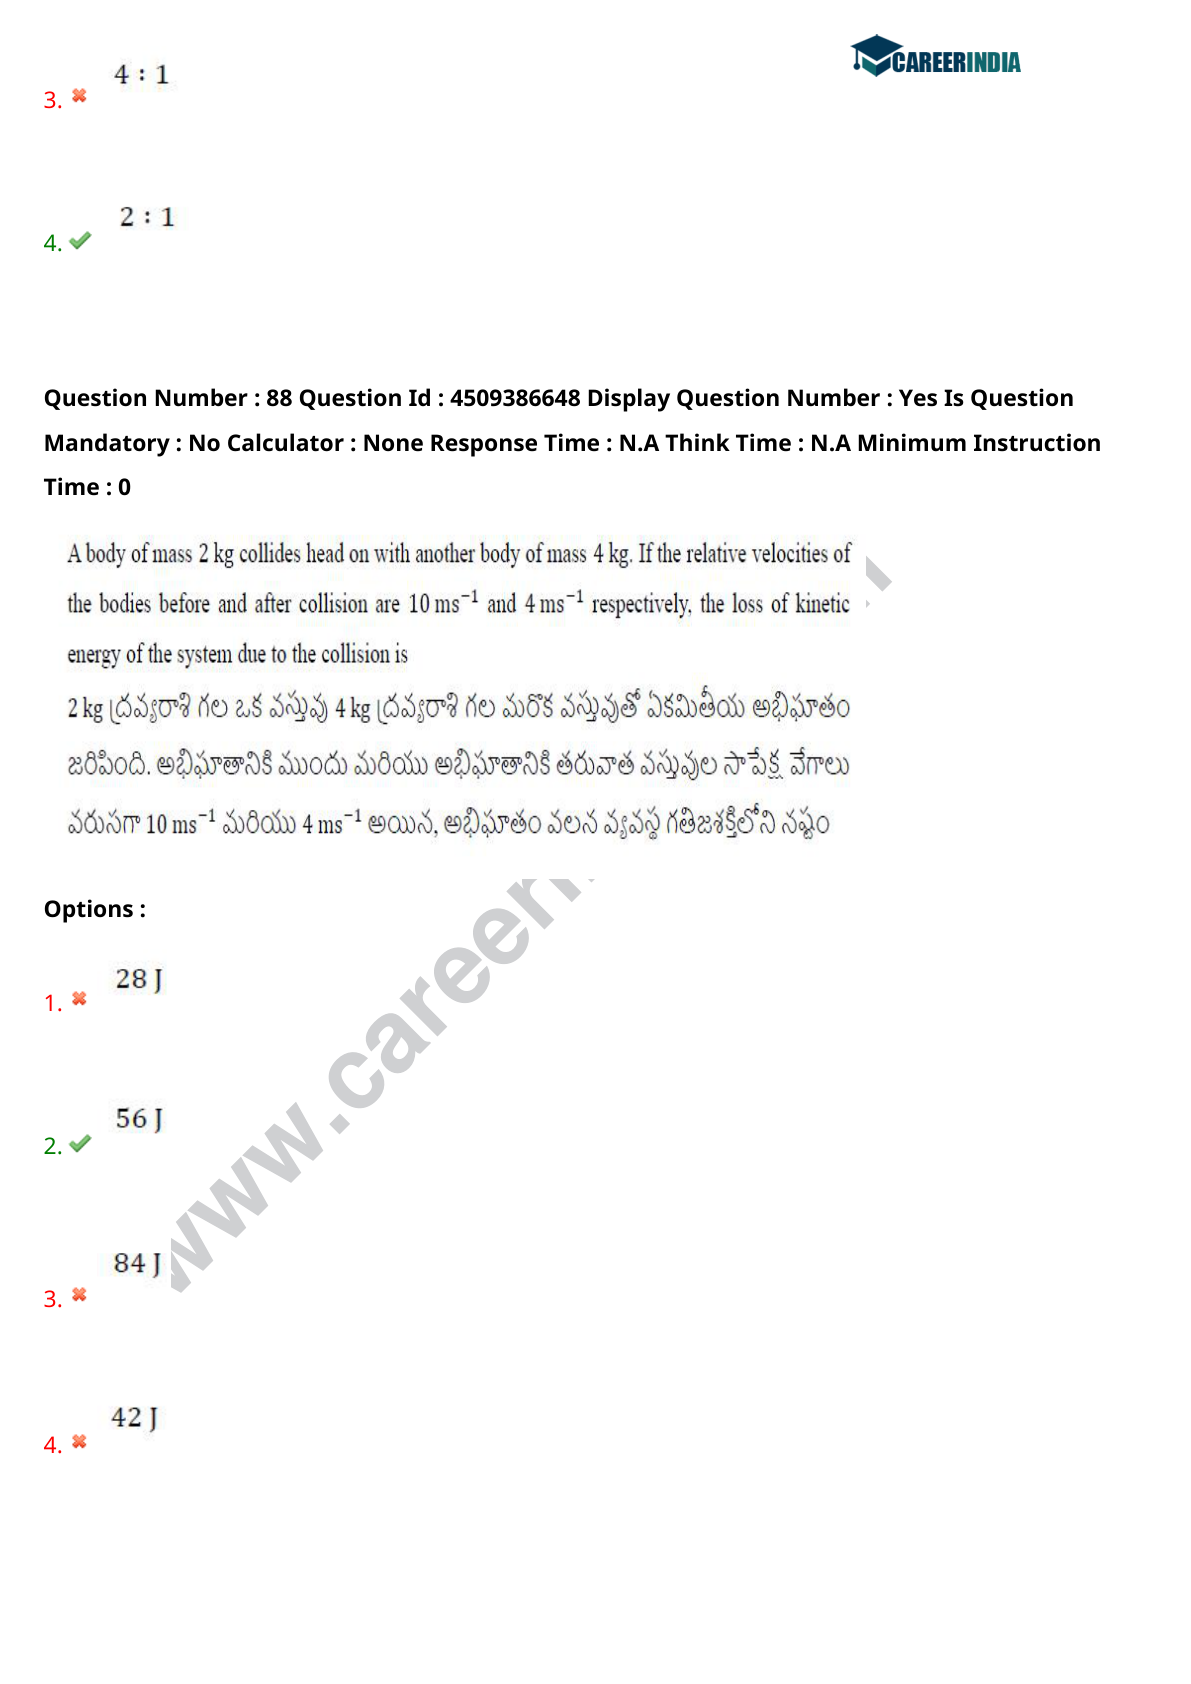 CAREERINDIA
4 : 1
3.
2 : 1
4.
Question Number : 88 Question Id : 4509386648 Display Question Number : Yes Is Question
Mandatory : No Calculator : None Response Time : N.A Think Time : N.A Minimum Instruction
Time : 0
A body of mass 2 kg collides head on with another body of mass 4 kg. If the relative velocities of
the bodies before and after collision are 10 ms⁻¹ and 4 ms⁻¹ respectively, the loss of kinetic
energy of the system due to the collision is
2 kg ద్రవ్యరాశి గల ఒక వస్తువు 4 kg ద్రవ్యరాశి గల మరొక వస్తువుతో ఏకమితీయ అభిఘాతం
జరిపింది. అభిఘాతానికి ముందు మరియు అభిఘాతానికి తరువాత వస్తువుల సాపేక్ష వేగాలు
వరుసగా 10 ms⁻¹ మరియు 4 ms⁻¹ అయిన, అభిఘాతం వలన వ్యవస్థ గతిజశక్తిలోని నష్టం
Options :
28 J
1.
56 J
2.
84 J
3.
42 J
4.
www.career